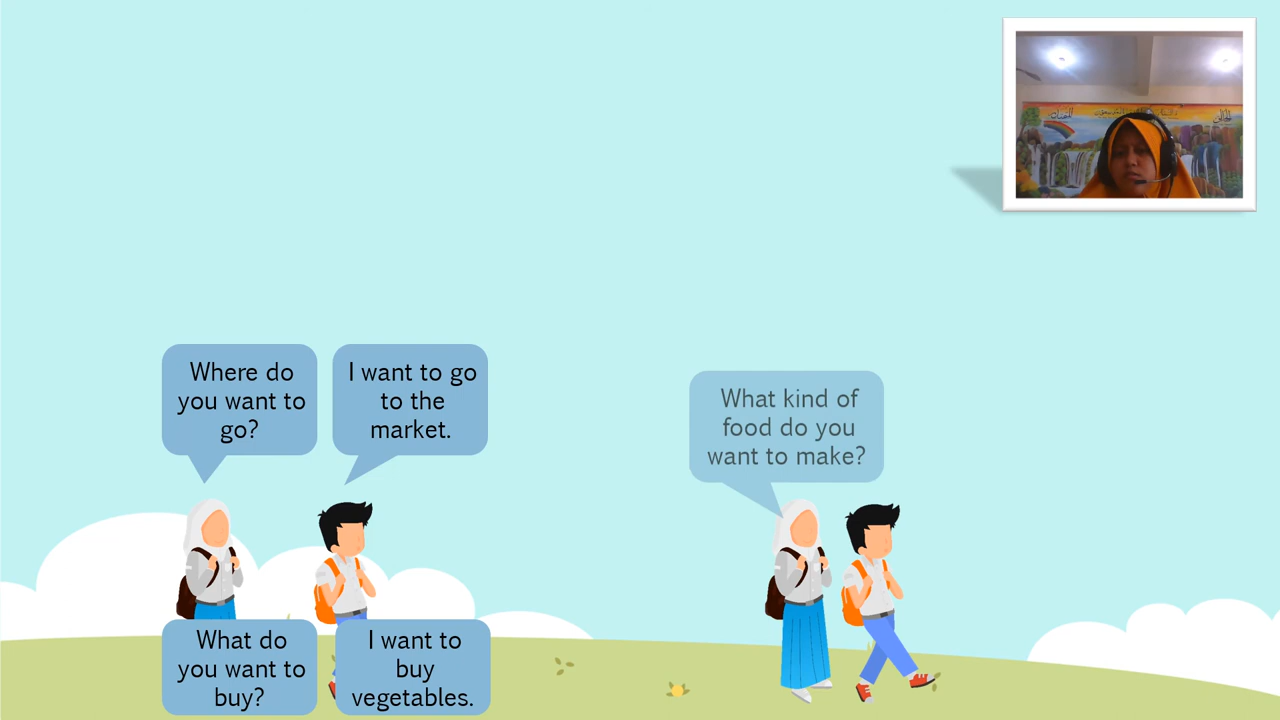 Where do
you want to
go?
I want to go
to the
market.
What do
you want to
buy?
I want to
buy
vegetables.
What kind of
food do you
want to make?